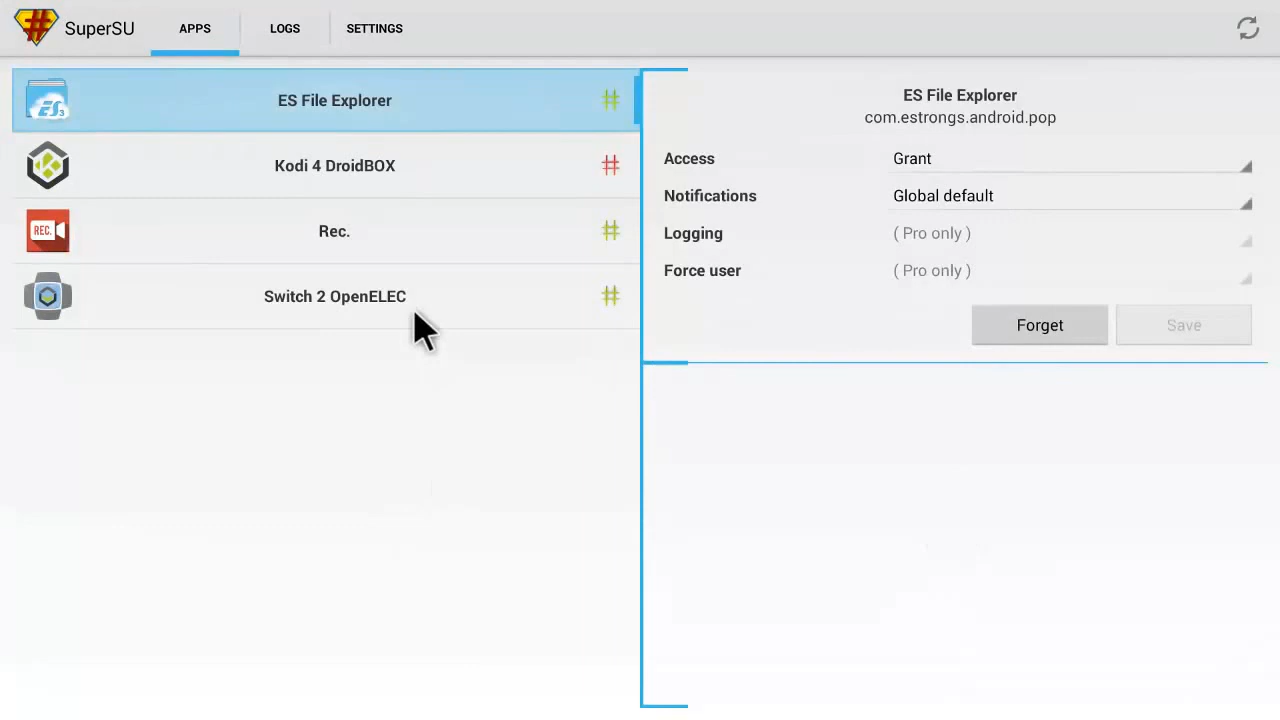 SuperSU
APPS
LOGS
SETTINGS
ES File Explorer
Kodi 4 DroidBOX
REC.
Rec.
Switch 2 OpenELEC
ES File Explorer
com.estrongs.android.pop
Access
Grant
Notifications
Global default
Logging
( Pro only )
Force user
( Pro only )
Forget
Save